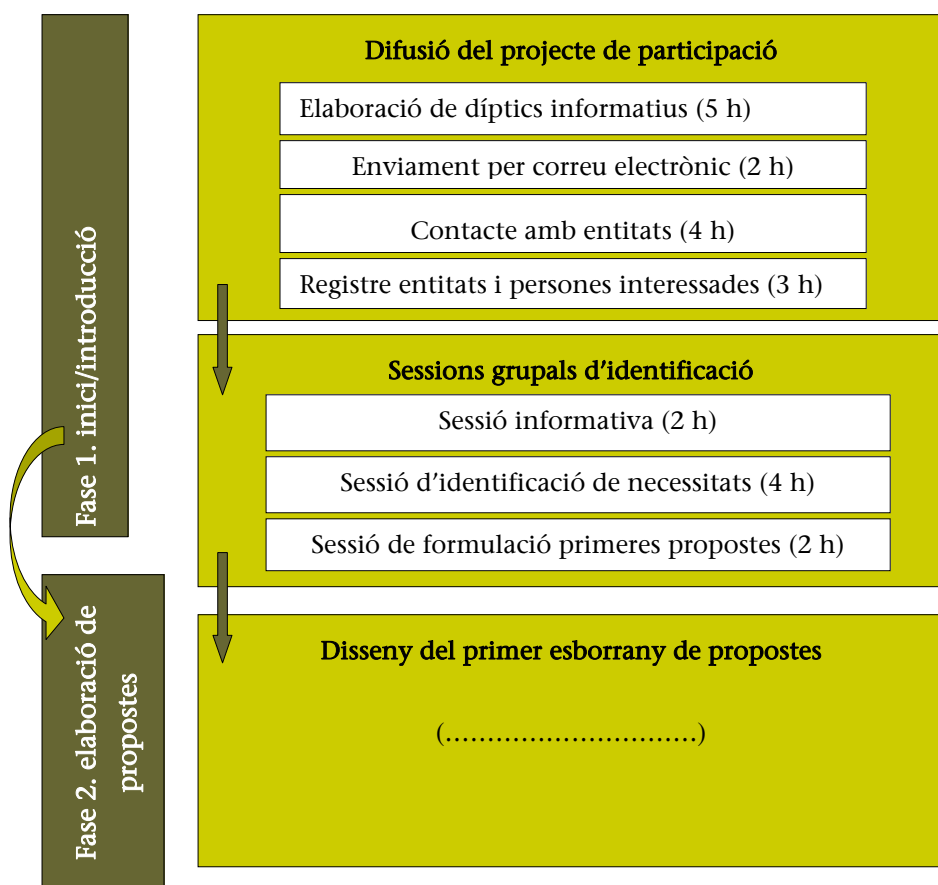 Fase 1. inici/introducció
Difusió del projecte de participació
Elaboració de díptics informatius (5 h)
Enviament per correu electrònic (2 h)
Contacte amb entitats (4 h)
Registre entitats i persones interessades (3 h)
Sessions grupals d’identificació
Sessió informativa (2 h)
Sessió d’identificació de necessitats (4 h)
Sessió de formulació primeres propostes (2 h)
Fase 2. elaboració de
propostes
Disseny del primer esborrany de propostes
(………………………….)